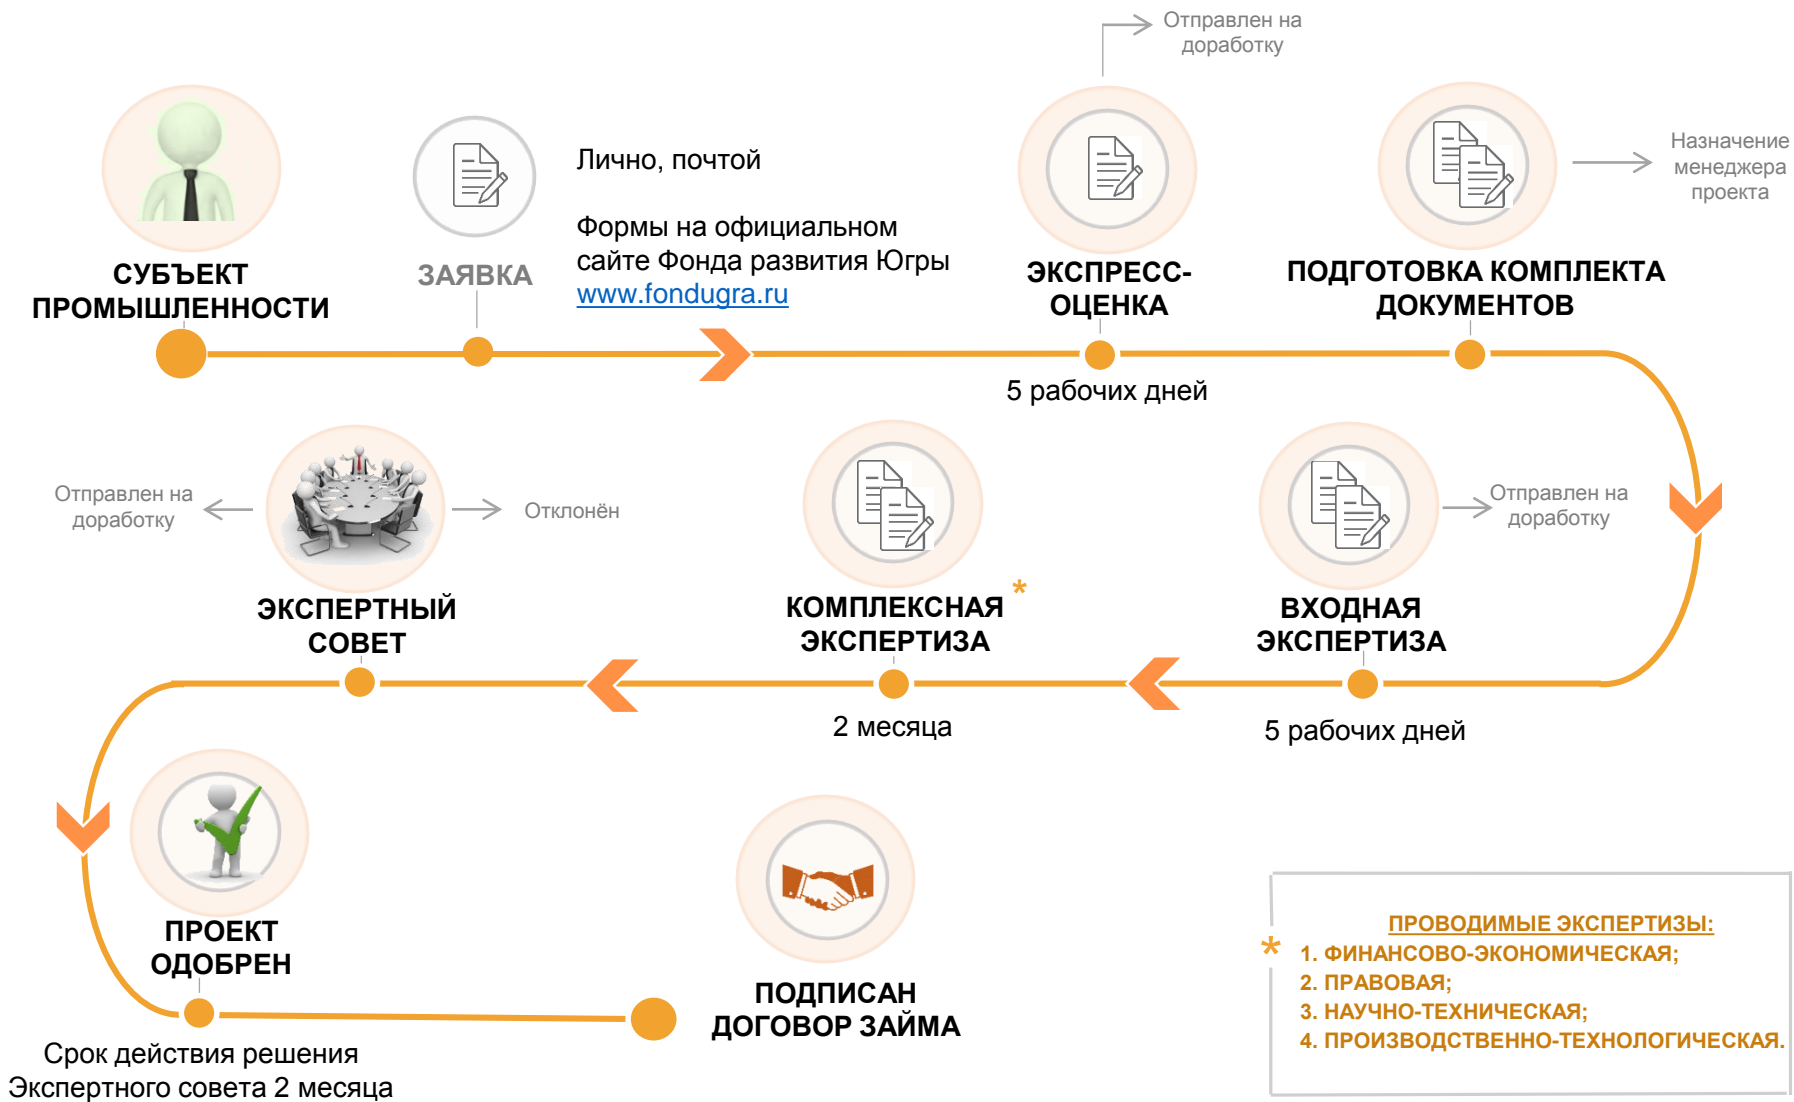 Отправлен на
доработку
Лично, почтой
Формы на официальном
сайте Фонда развития Югры
www.fondugra.ru
Назначение
менеджера
проекта
СУБЪЕКТ
ПРОМЫШЛЕННОСТИ
ЗАЯВКА
ЭКСПРЕСС-
ОЦЕНКА
ПОДГОТОВКА КОМПЛЕКТА
ДОКУМЕНТОВ
5 рабочих дней
Отправлен на
доработку
Отклонён
Отправлен на
доработку
ЭКСПЕРТНЫЙ
СОВЕТ
КОМПЛЕКСНАЯ *
ЭКСПЕРТИЗА
ВХОДНАЯ
ЭКСПЕРТИЗА
2 месяца
5 рабочих дней
ПРОЕКТ
ОДОБРЕН
ПОДПИСАН
ДОГОВОР ЗАЙМА
Срок действия решения
Экспертного совета 2 месяца
* ПРОВОДИМЫЕ ЭКСПЕРТИЗЫ:
1. ФИНАНСОВО-ЭКОНОМИЧЕСКАЯ;
2. ПРАВОВАЯ;
3. НАУЧНО-ТЕХНИЧЕСКАЯ;
4. ПРОИЗВОДСТВЕННО-ТЕХНОЛОГИЧЕСКАЯ.